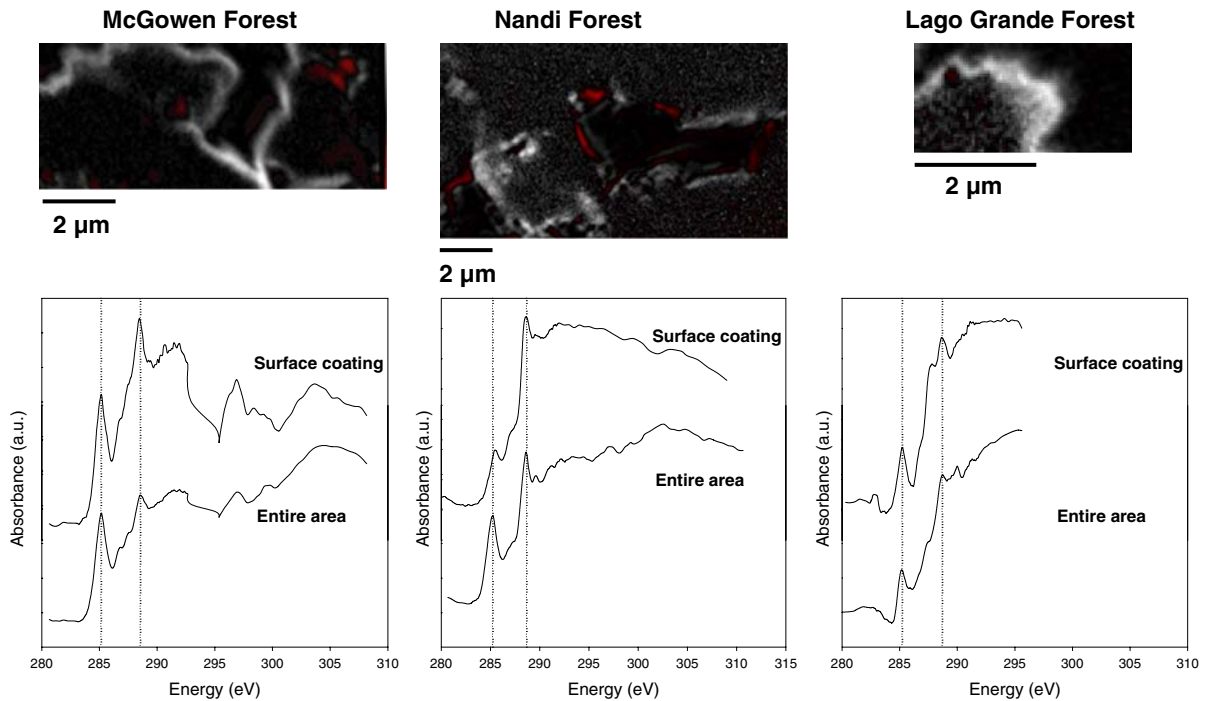 McGowen Forest
Nandi Forest
Lago Grande Forest
2 µm
2 µm
2 µm
Absorbance (a.u.)
Surface coating
Entire area
280 285 290 295 300 305 310
Energy (eV)
Absorbance (a.u.)
Surface coating
Entire area
280 285 290 295 300 305 310 315
Energy (eV)
Absorbance (a.u.)
Surface coating
Entire area
280 285 290 295 300 305 310
Energy (eV)